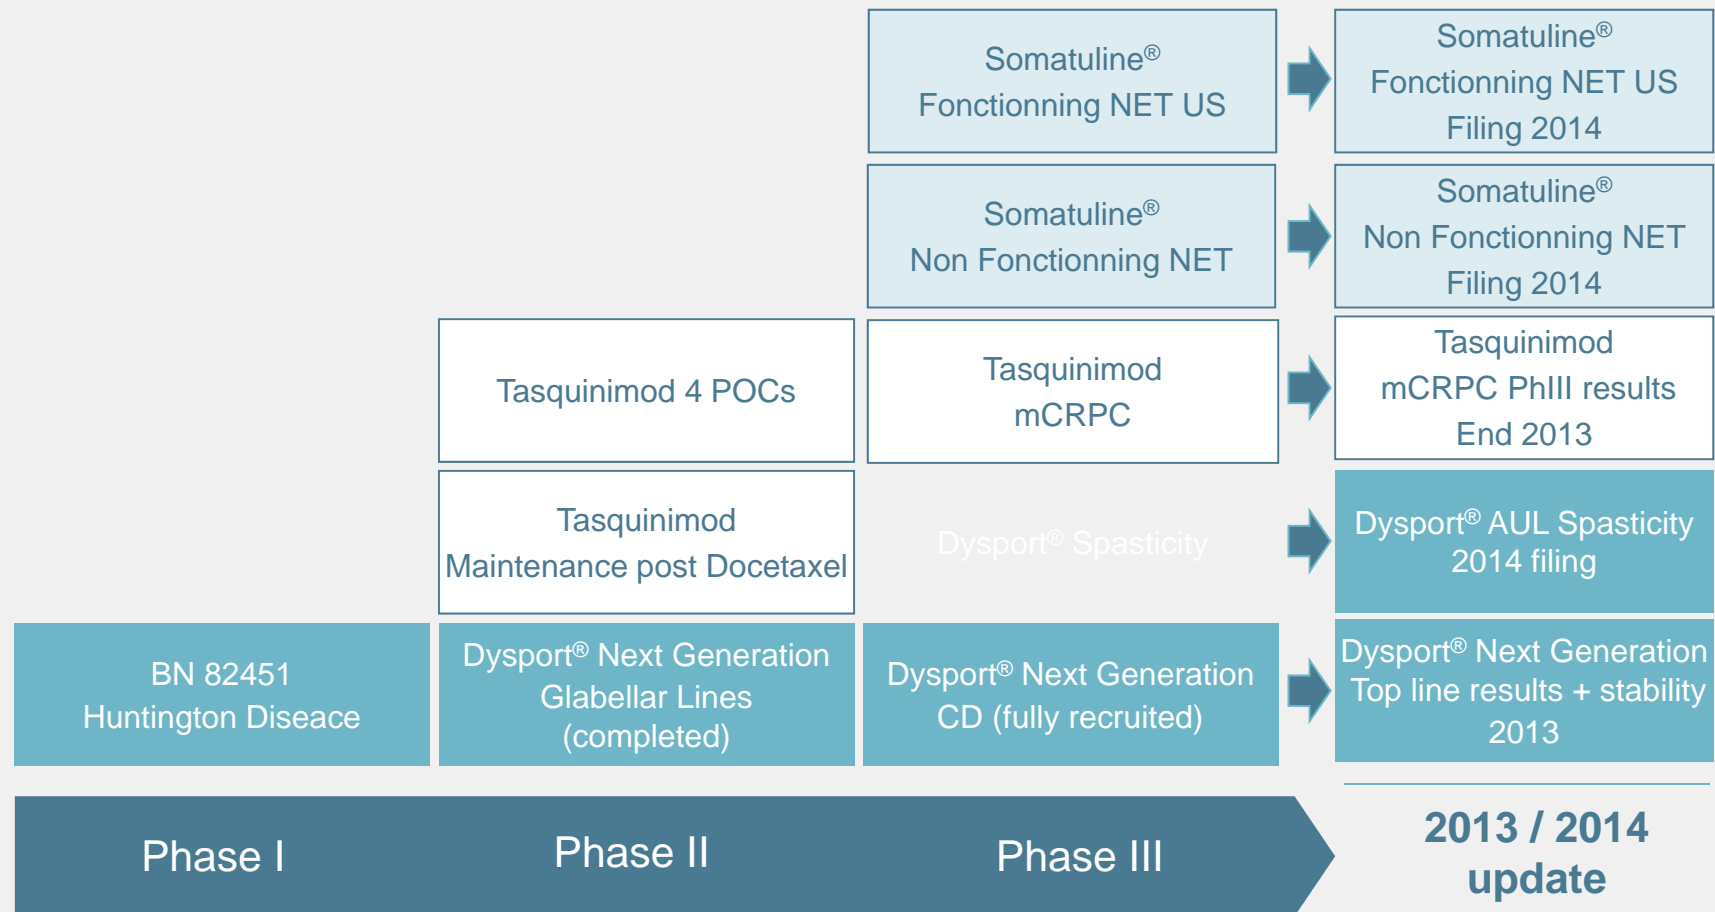 Somatuline®
Fonctionning NET US
Somatuline®
Fonctionning NET US
Filing 2014
Somatuline®
Non Fonctionning NET
Somatuline®
Non Fonctionning NET
Filing 2014
Tasquinimod 4 POCs
Tasquinimod
mCRPC
Tasquinimod
mCRPC PhIII results
End 2013
Tasquinimod
Maintenance post Docetaxel
Dysport® Spasticity
Dysport® AUL Spasticity
2014 filing
BN 82451
Huntington Diseace
Dysport® Next Generation
Glabellar Lines
(completed)
Dysport® Next Generation
CD (fully recruited)
Dysport® Next Generation
Top line results + stability
2013
Phase I
Phase II
Phase III
2013 / 2014
update